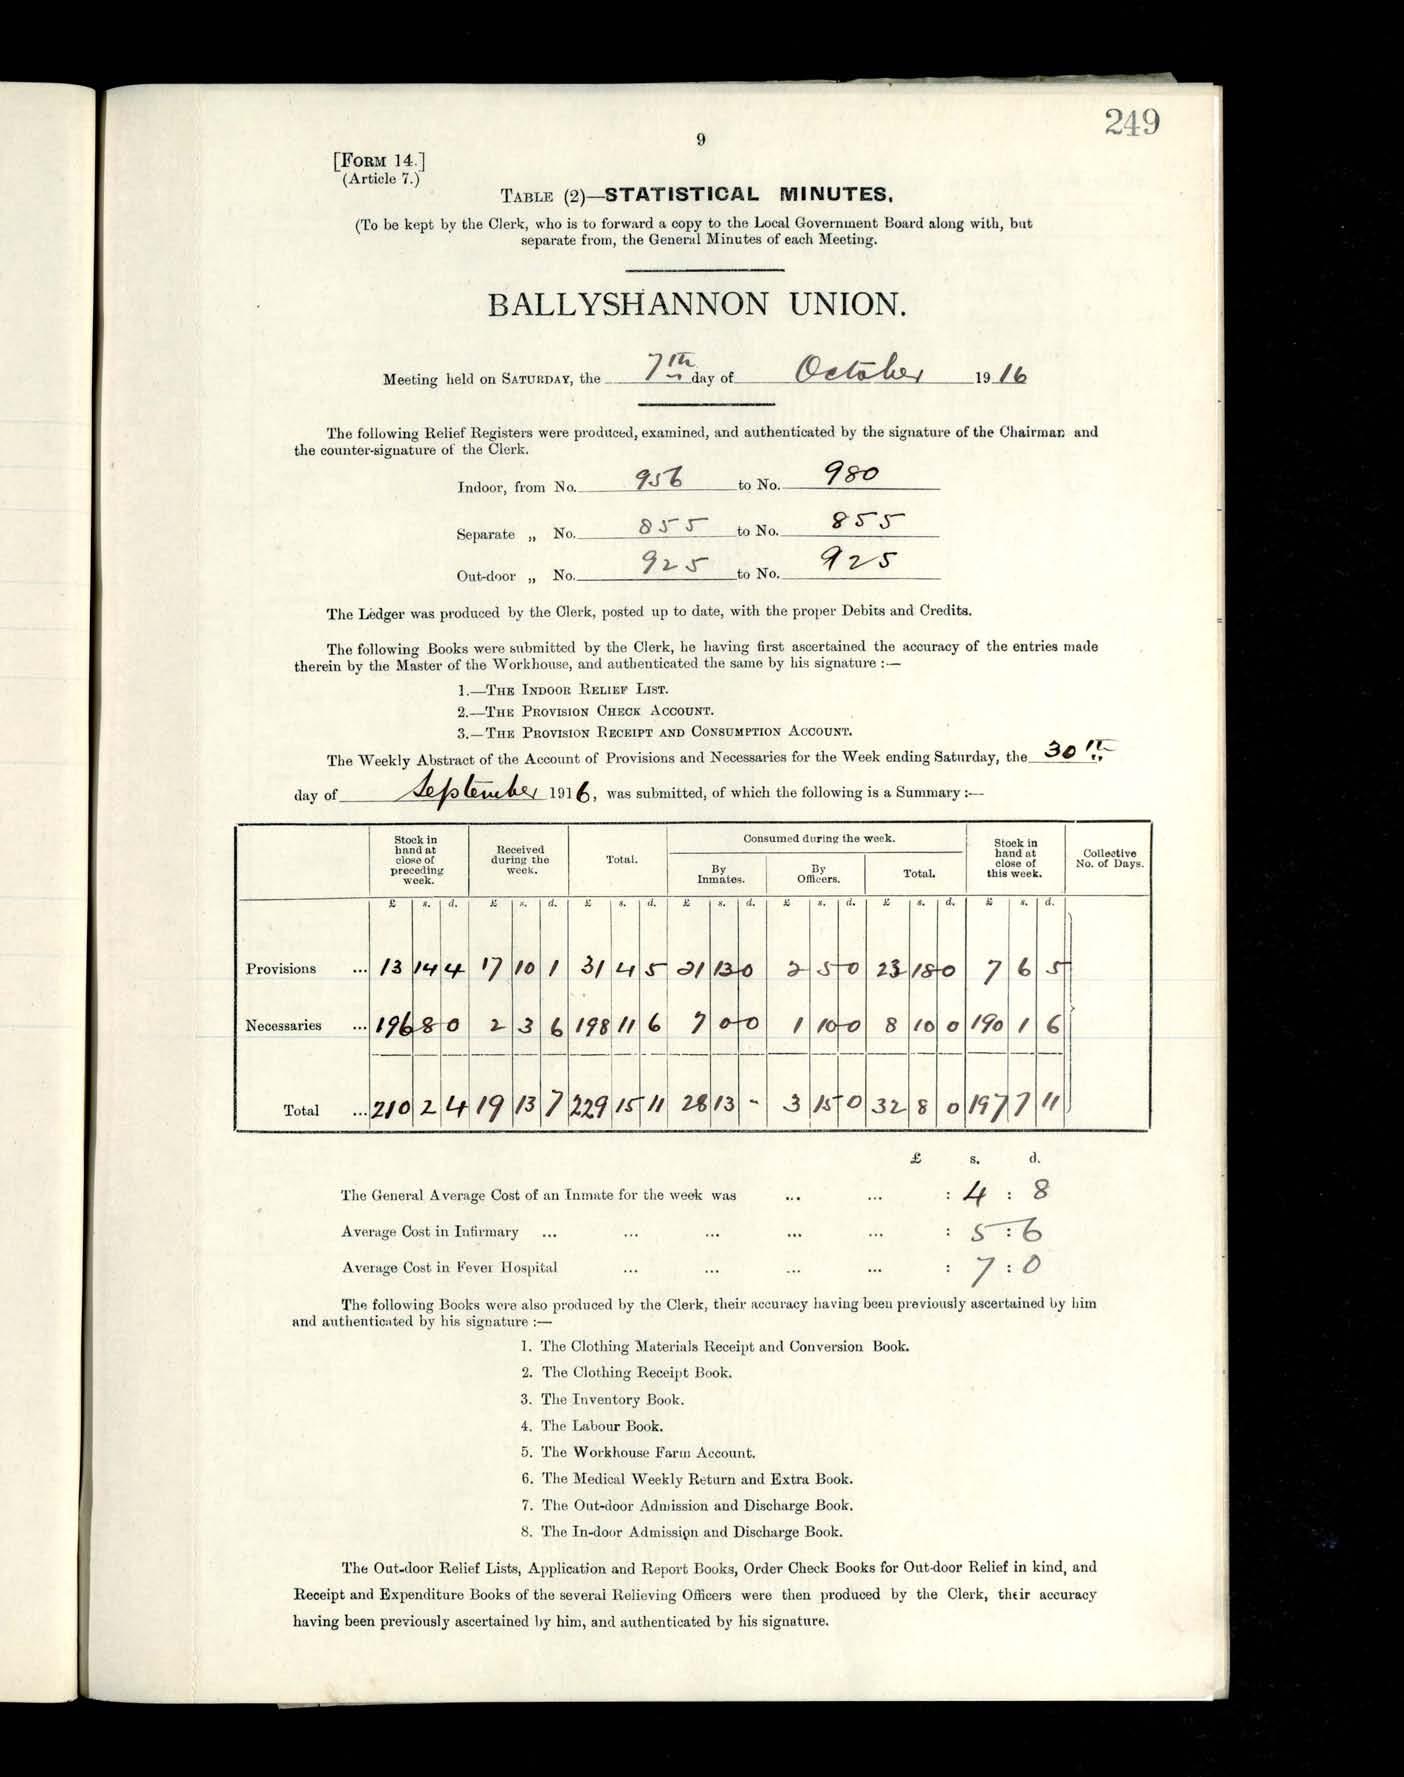 249
9
[FORM 14.]
(Article 7.)
TABLE (2)—STATISTICAL MINUTES.
(To be kept by the Clerk, who is to forward a copy to the Local Government Board along with, but
separate from, the General Minutes of each Meeting.
BALLYSHANNON UNION.
Meeting held on SATURDAY, the 7th day of October 1916
The following Relief Registers were produced, examined, and authenticated by the signature of the Chairman and
the counter-signature of the Clerk.
Indoor, from No. 956 to No. 980
Separate „ No. 855 to No. 855
Out-door „ No. 925 to No. 925
The Ledger was produced by the Clerk, posted up to date, with the proper Debits and Credits.
The following Books were submitted by the Clerk, he having first ascertained the accuracy of the entries made
therein by the Master of the Workhouse, and authenticated the same by his signature :—
1.—THE INDOOR RELIEF LIST.
2.—THE PROVISION CHECK ACCOUNT.
3.—THE PROVISION RECEIPT AND CONSUMPTION ACCOUNT.
The Weekly Abstract of the Account of Provisions and Necessaries for the Week ending Saturday, the 30th
day of September 1916, was submitted, of which the following is a Summary :—
Stock in hand at close of preceding week. Received during the week. Total. Consumed during the week. Stock in hand at close of this week. Collective No. of Days.
By Inmates. By Officers. Total.
£ s. d. £ s. d. £ s. d. £ s. d. £ s. d. £ s. d. £ s. d.
Provisions ... 13 14 4 17 10 1 31 4 5 21 13 0 2 5 0 23 18 0 7 6 5
Necessaries ... 196 8 0 2 3 6 198 11 6 7 0 0 1 10 0 8 10 0 190 1 6
Total ... 210 2 4 19 13 7 229 15 11 28 13 - 3 15 0 32 8 0 197 7 11
£ s. d.
The General Average Cost of an Inmate for the week was ... ... : 4 : 8
Average Cost in Infirmary ... ... ... ... ... : 5 : 6
Average Cost in Fever Hospital ... ... ... ... : 7 : 0
The following Books were also produced by the Clerk, their accuracy having been previously ascertained by him
and authenticated by his signature :—
1. The Clothing Materials Receipt and Conversion Book.
2. The Clothing Receipt Book.
3. The Inventory Book.
4. The Labour Book.
5. The Workhouse Farm Account.
6. The Medical Weekly Return and Extra Book.
7. The Out-door Admission and Discharge Book.
8. The In-door Admission and Discharge Book.
The Out-door Relief Lists, Application and Report Books, Order Check Books for Out-door Relief in kind, and
Receipt and Expenditure Books of the several Relieving Officers were then produced by the Clerk, their accuracy
having been previously ascertained by him, and authenticated by his signature.